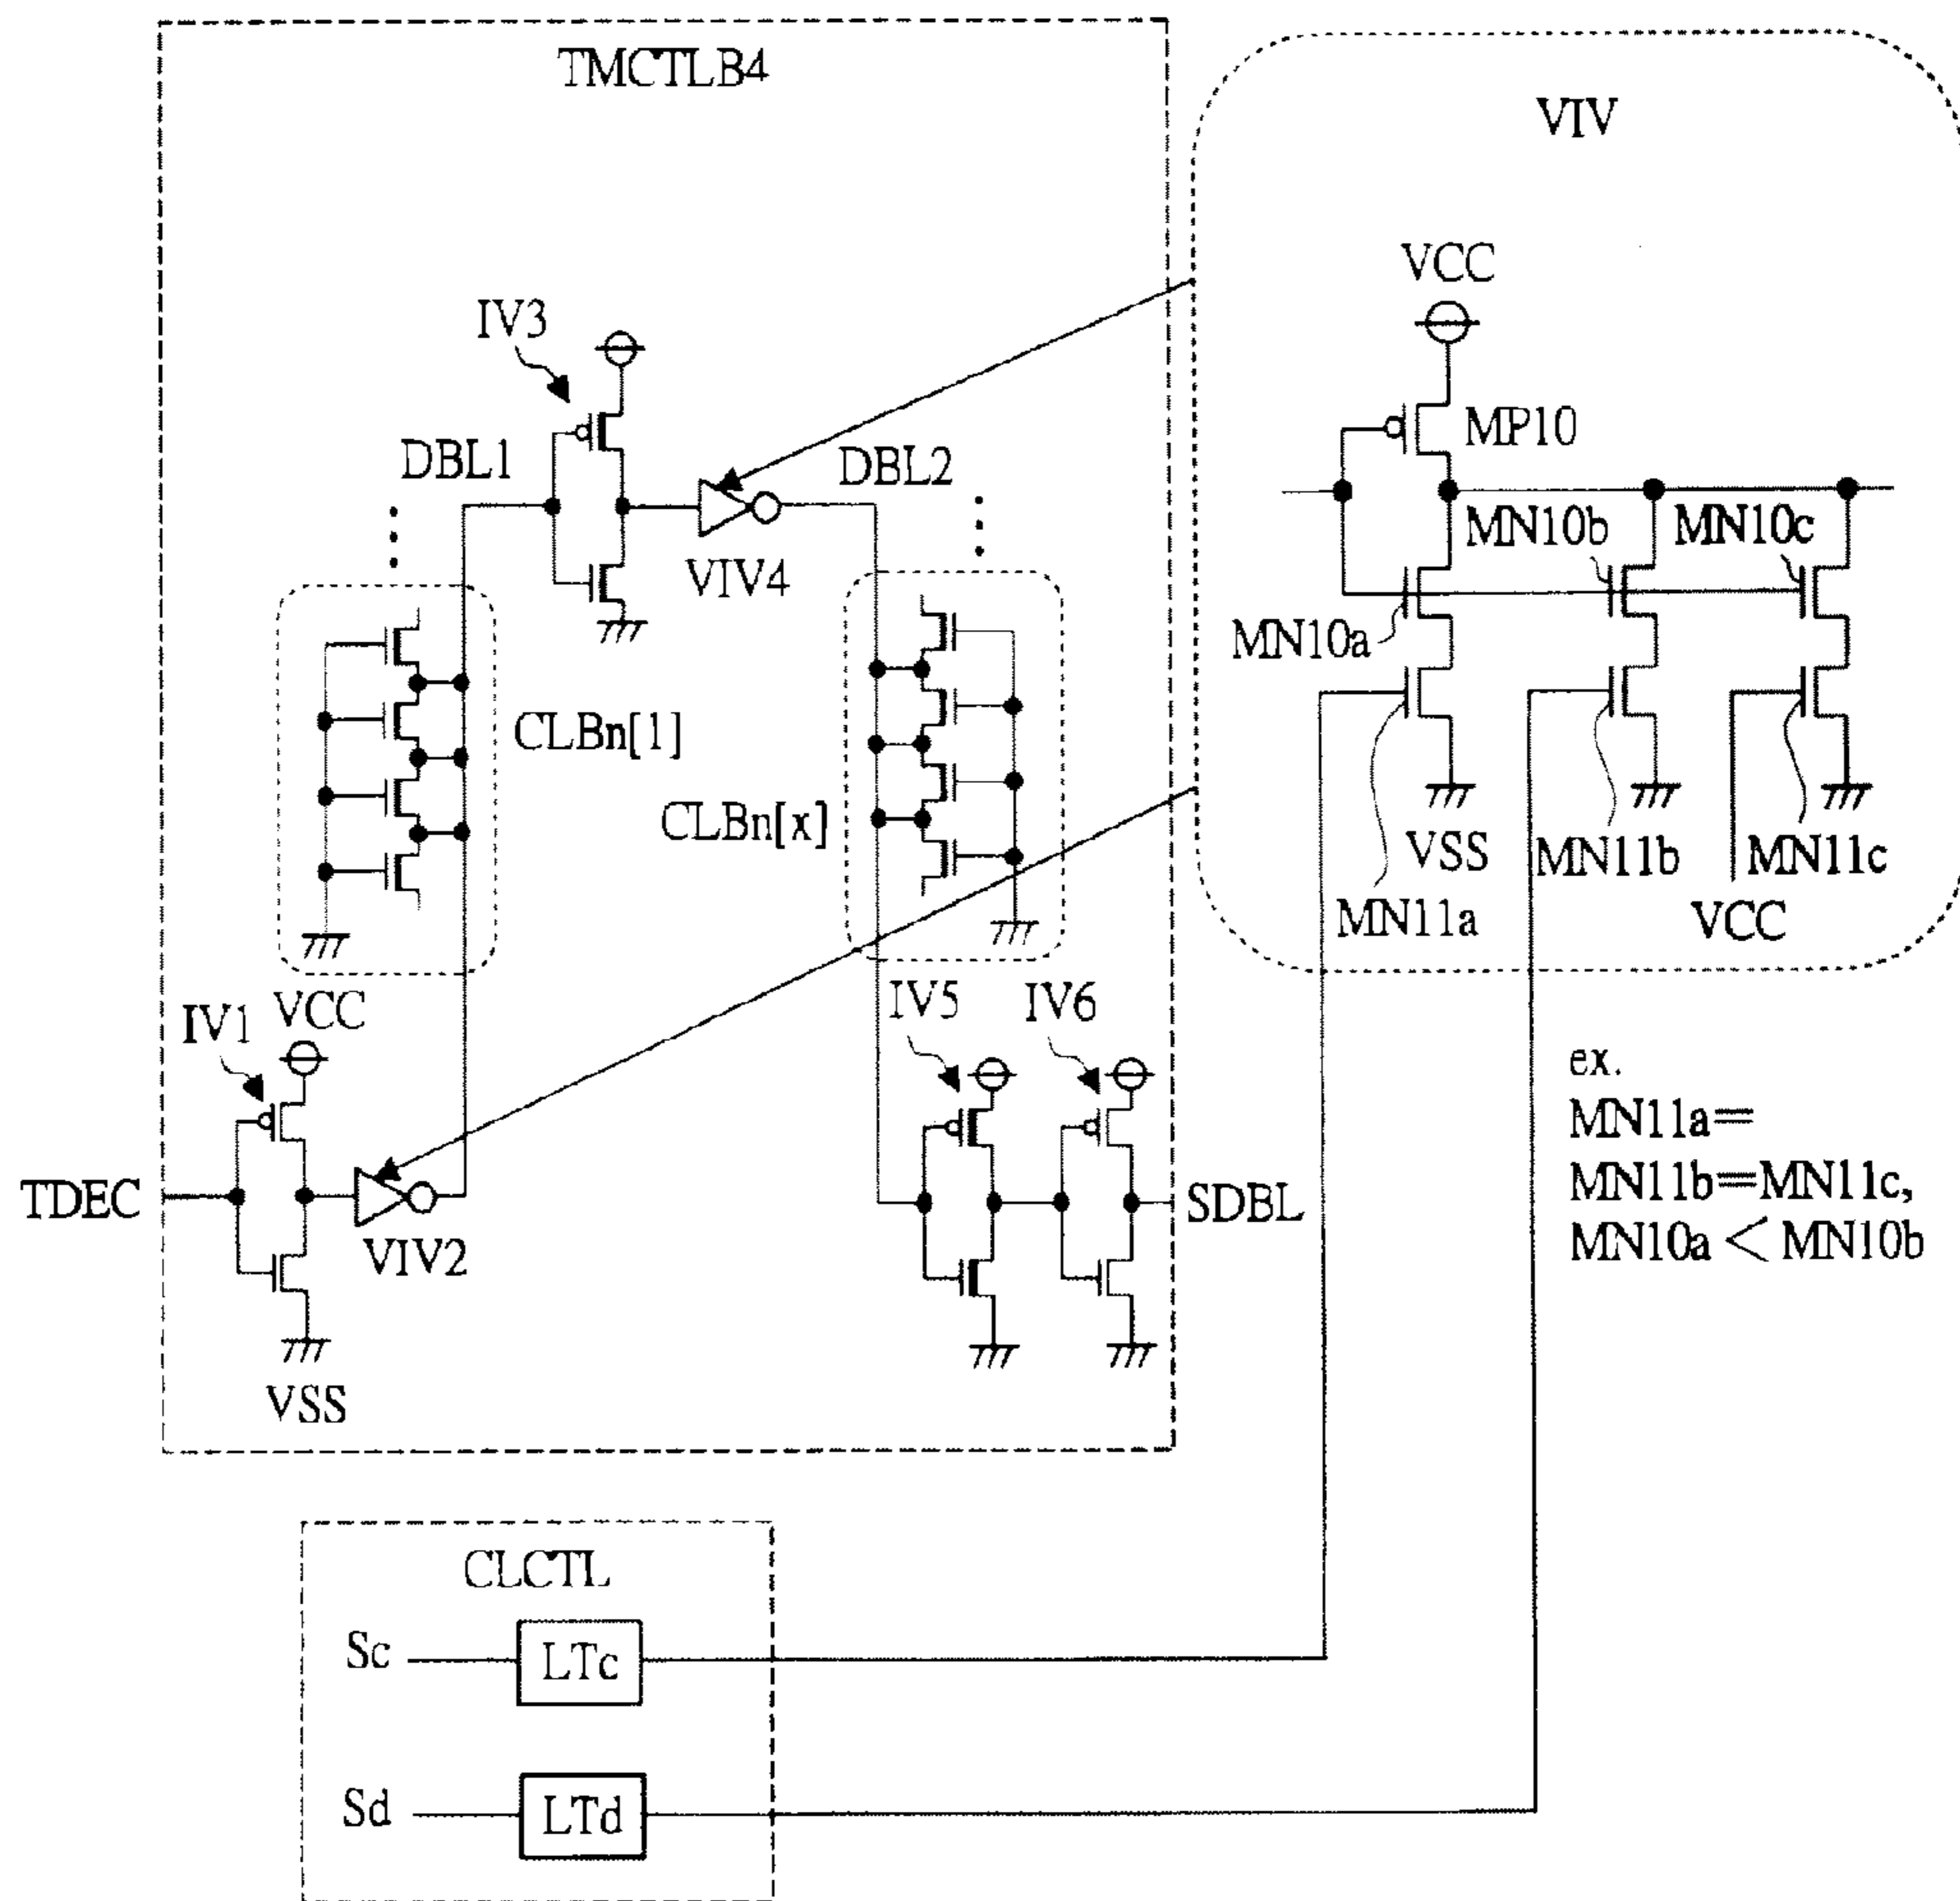 TMCTLB4
VIV
VCC
IV3
MP10
DBL1
DBL2
MN10b
MN10c
VIV4
MN10a
CLBn[1]
CLBn[x]
VSS
MN11b
MN11c
MN11a
VCC
IV1
VCC
IV5
IV6
ex.
MN11a=
MN11b=MN11c,
MN10a < MN10b
TDEC
VIV2
SDBL
VSS
CLCTL
Sc
LTc
Sd
LTd